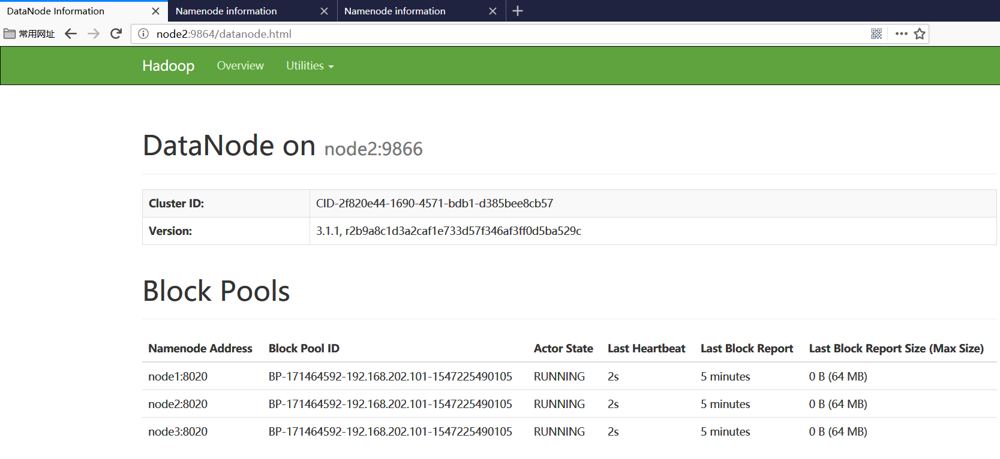 DataNode Information
Namenode information
Namenode information
常用网址
node2:9864/datanode.html
Hadoop Overview Utilities
DataNode on node2:9866
Cluster ID: CID-2f820e44-1690-4571-bdb1-d385bee8cb57
Version: 3.1.1, r2b9a8c1d3a2caf1e733d57f346af3ff0d5ba529c
Block Pools
Namenode Address Block Pool ID Actor State Last Heartbeat Last Block Report Last Block Report Size (Max Size)
node1:8020 BP-171464592-192.168.202.101-1547225490105 RUNNING 2s 5 minutes 0 B (64 MB)
node2:8020 BP-171464592-192.168.202.101-1547225490105 RUNNING 2s 5 minutes 0 B (64 MB)
node3:8020 BP-171464592-192.168.202.101-1547225490105 RUNNING 2s 5 minutes 0 B (64 MB)